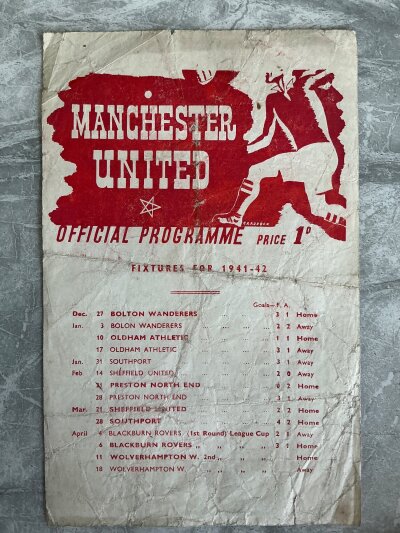 MANCHESTER
UNITED
OFFICIAL PROGRAMME PRICE 1D
FIXTURES FOR 1941-42
Goals—F. A.
Dec. 27 BOLTON WANDERERS .. .. .. .. 3 1 Home
Jan. 3 BOLON WANDERERS .. .. .. .. 2 2 Away
10 OLDHAM ATHLETIC .. .. .. .. 1 1 Home
17 OLDHAM ATHLETIC .. .. .. .. 3 1 Away
Jan. 31 SOUTHPORT .. .. .. .. 3 1 Away
Feb 14 SHEFFIELD UNITED .. .. .. .. 2 0 Away
21 PRESTON NORTH END .. .. .. 0 2 Home
28 PRESTON NORTH END .. .. .. 3 1 Away
Mar. 21 SHEFFIELD UNITED .. .. .. 2 2 Home
28 SOUTHPORT .. .. .. .. 4 2 Home
April 4 BLACKBURN ROVERS (1st Round) League Cup 2 1 Away
6 BLACKBURN ROVERS ,, ,, ,, ,, 3 1 Home
11 WOLVERHAMPTON W. 2nd ,, ,, ,, Home
18 WOLVERHAMPTON W. ,, ,, ,, ,, Away